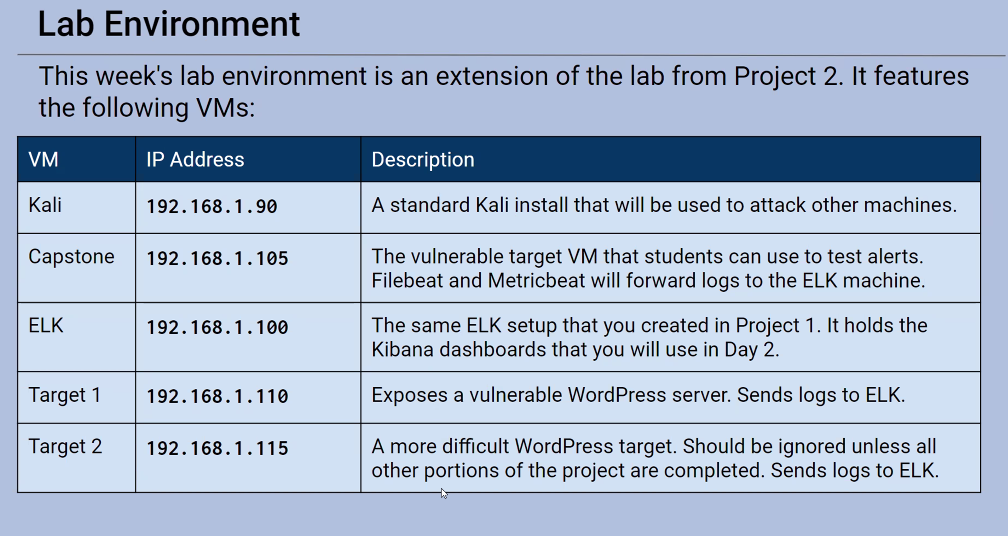 Lab Environment
This week's lab environment is an extension of the lab from Project 2. It features
the following VMs:
VM IP Address Description
Kali 192.168.1.90 A standard Kali install that will be used to attack other machines.
Capstone 192.168.1.105 The vulnerable target VM that students can use to test alerts.
Filebeat and Metricbeat will forward logs to the ELK machine.
ELK 192.168.1.100 The same ELK setup that you created in Project 1. It holds the
Kibana dashboards that you will use in Day 2.
Target 1 192.168.1.110 Exposes a vulnerable WordPress server. Sends logs to ELK.
Target 2 192.168.1.115 A more difficult WordPress target. Should be ignored unless all
other portions of the project are completed. Sends logs to ELK.